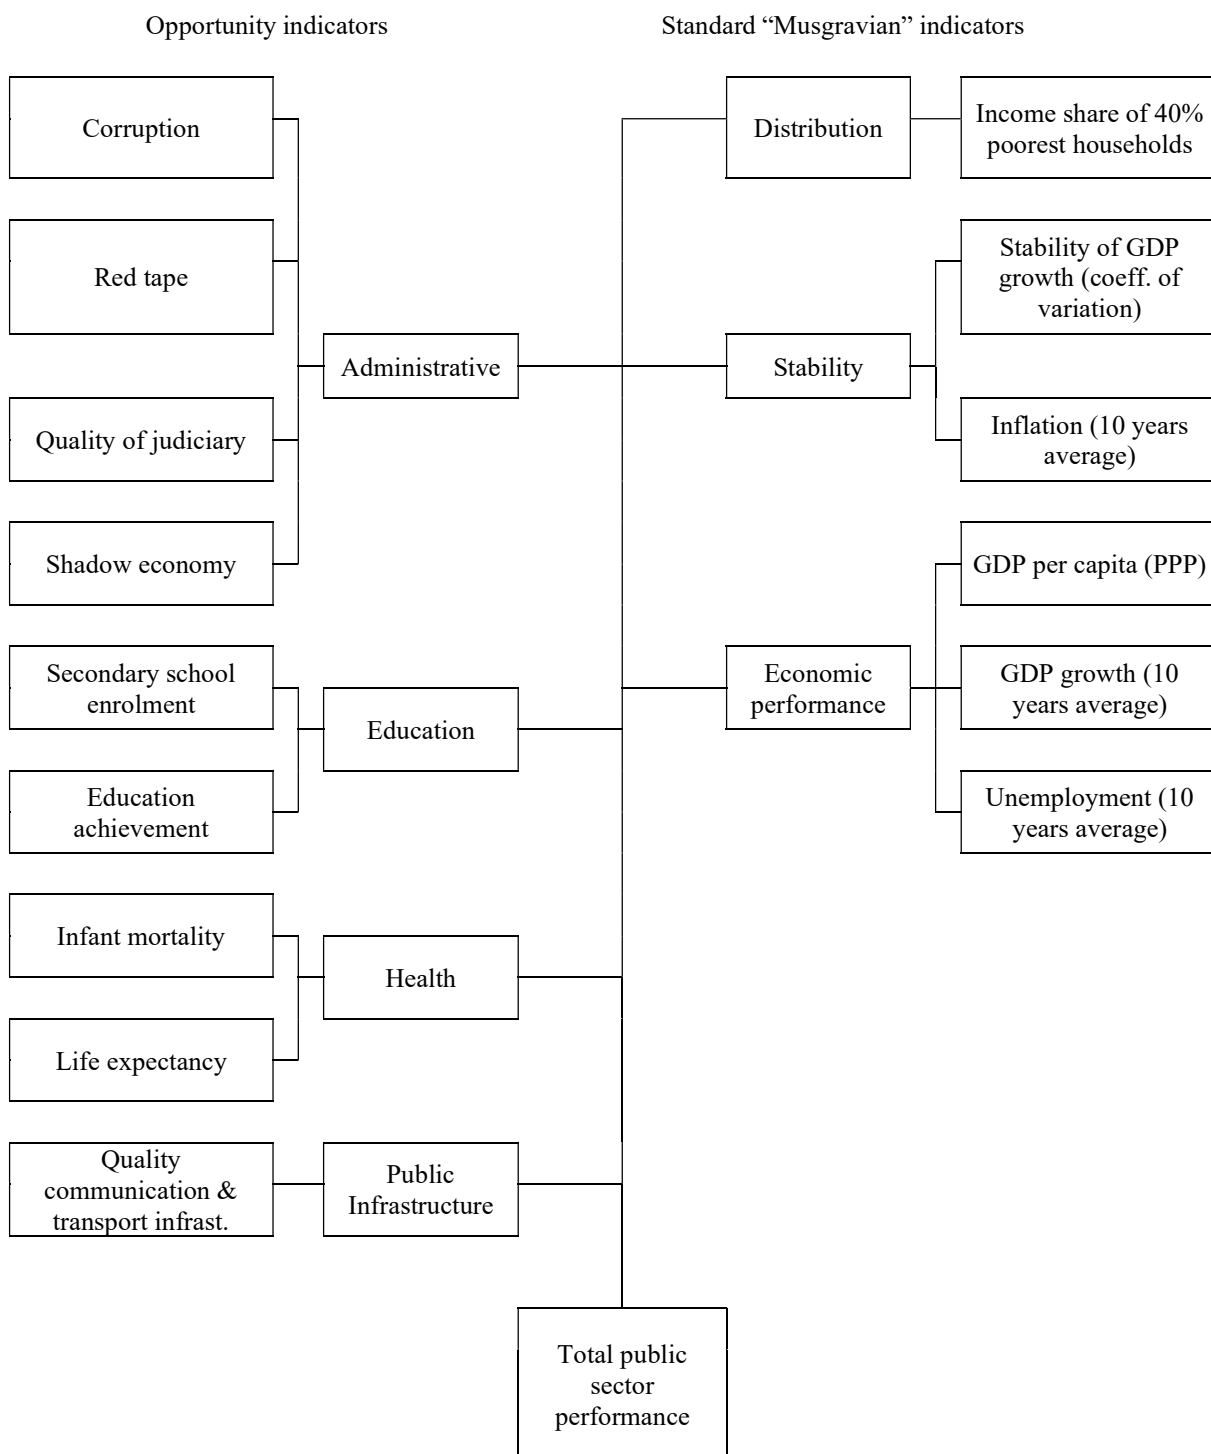 Opportunity indicators
Standard “Musgravian” indicators
Corruption
Distribution
Income share of 40%
poorest households
Red tape
Stability of GDP
growth (coeff. of
variation)
Administrative
Stability
Quality of judiciary
Inflation (10 years
average)
Shadow economy
GDP per capita (PPP)
Secondary school
enrolment
Education
Economic
performance
GDP growth (10
years average)
Education
achievement
Unemployment (10
years average)
Infant mortality
Health
Life expectancy
Quality
communication &
transport infrast.
Public
Infrastructure
Total public
sector
performance